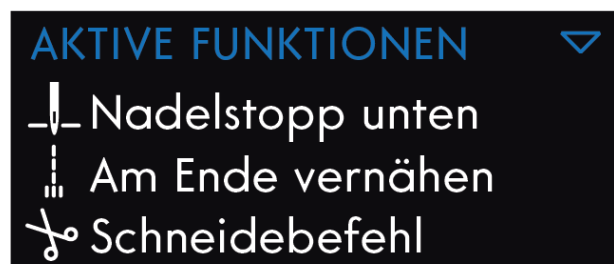 AKTIVE FUNKTIONEN
Nadelstopp unten
Am Ende vernähen
Schneidebefehl